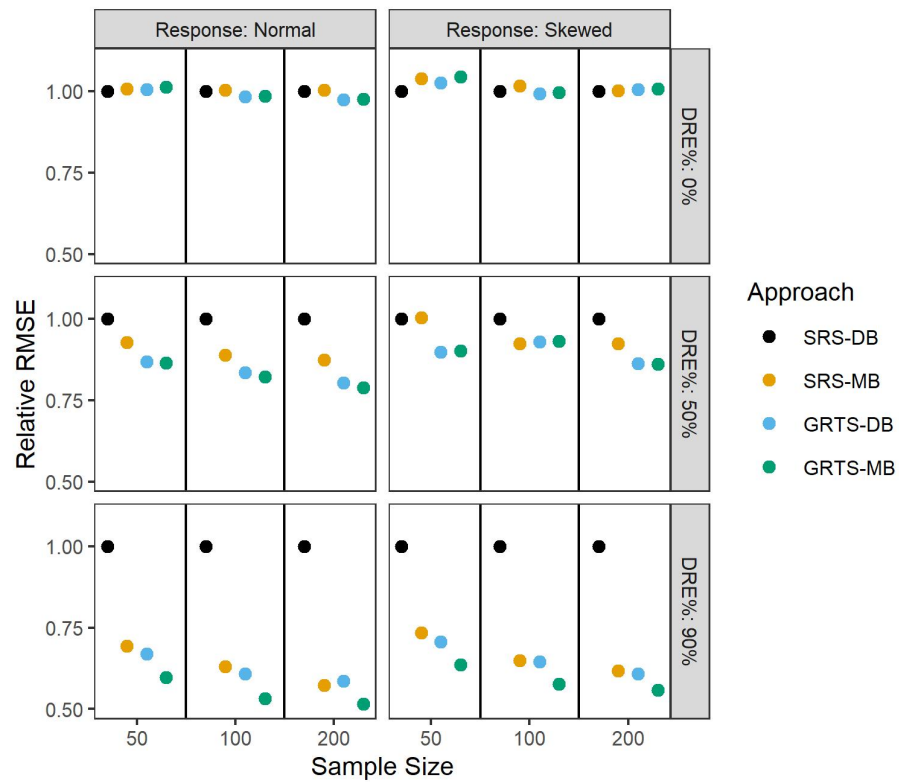 Response: Normal
Response: Skewed
1.00
0.75
0.50
DRE%: 0%
1.00
0.75
0.50
DRE%: 50%
1.00
0.75
0.50
DRE%: 90%
Relative RMSE
50
100
200
50
100
200
Sample Size
Approach
SRS-DB
SRS-MB
GRTS-DB
GRTS-MB